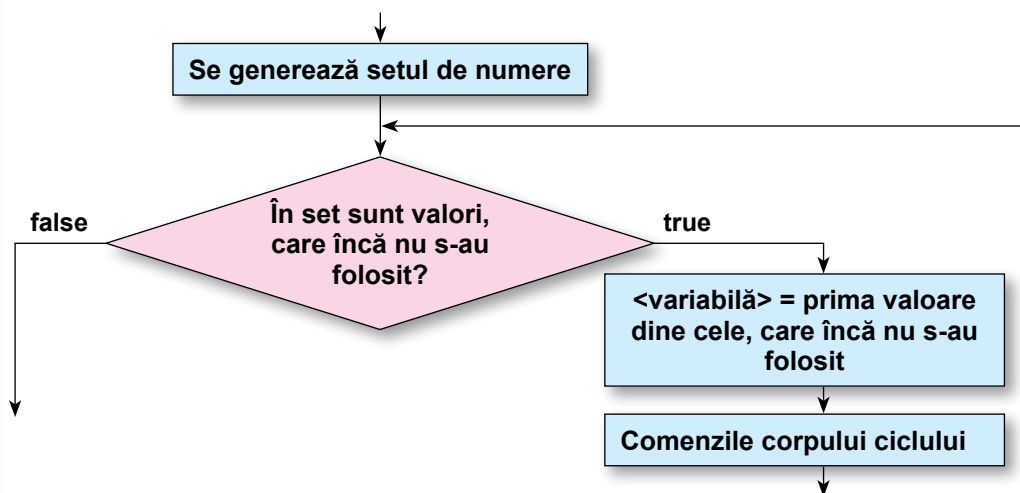 Se generează setul de numere
În set sunt valori,
care încă nu s-au
folosit?
false
true
<variabilă> = prima valoare
dine cele, care încă nu s-au
folosit
Comenzile corpului ciclului